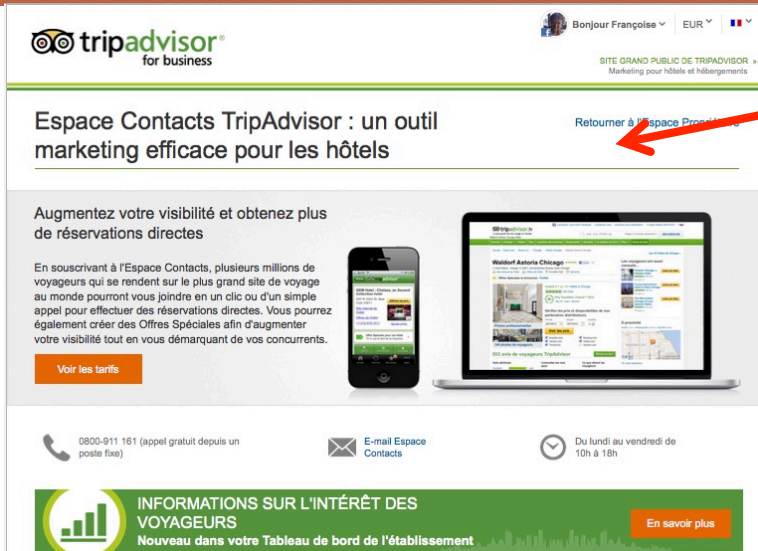 Bonjour Françoise EUR
tripadvisor®
for business
SITE GRAND PUBLIC DE TRIPADVISOR »
Marketing pour hôtels et hébergements
Espace Contacts TripAdvisor : un outil
marketing efficace pour les hôtels
Retourner à l'Espace Propriétaire
Augmentez votre visibilité et obtenez plus
de réservations directes
En souscrivant à l'Espace Contacts, plusieurs millions de
voyageurs qui se rendent sur le plus grand site de voyage
au monde pourront vous joindre en un clic ou d'un simple
appel pour effectuer des réservations directes. Vous pourrez
également créer des Offres Spéciales afin d'augmenter
votre visibilité tout en vous démarquant de vos concurrents.
Voir les tarifs
Waldorf Astoria Chicago
0800-911 161 (appel gratuit depuis un
poste fixe)
E-mail Espace
Contacts
Du lundi au vendredi de
10h à 18h
INFORMATIONS SUR L'INTÉRÊT DES
VOYAGEURS
Nouveau dans votre Tableau de bord de l'établissement
En savoir plus